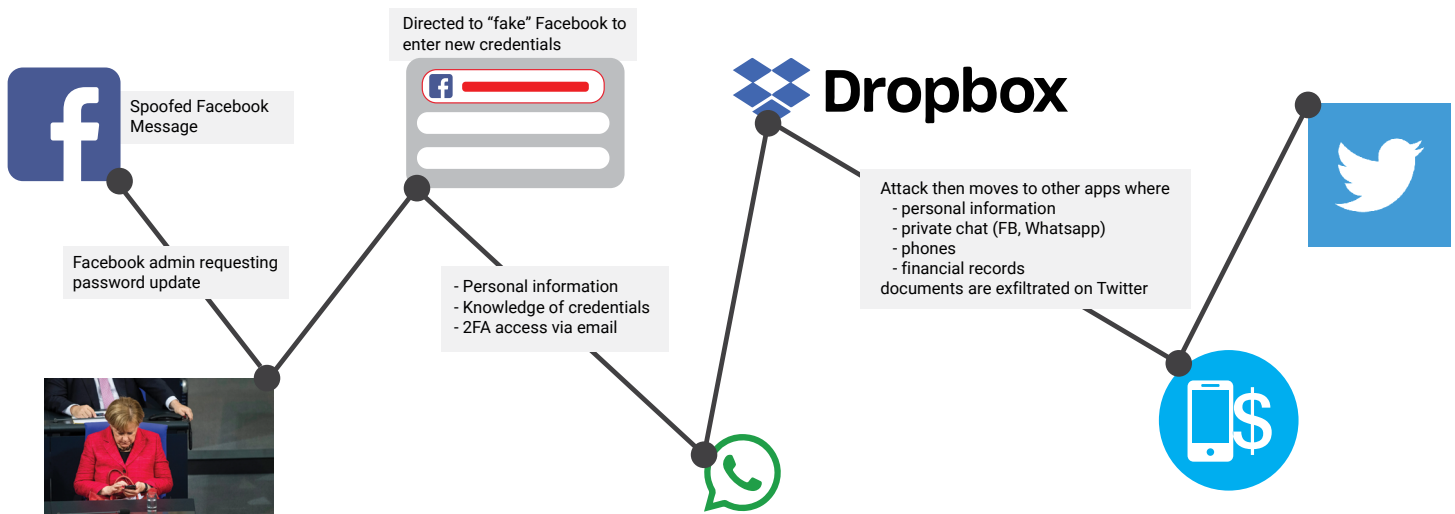 Directed to “fake” Facebook to
enter new credentials
Spoofed Facebook
Message
Facebook admin requesting
password update
- Personal information
- Knowledge of credentials
- 2FA access via email
Dropbox
Attack then moves to other apps where
- personal information
- private chat (FB, Whatsapp)
- phones
- financial records
documents are exfiltrated on Twitter
$